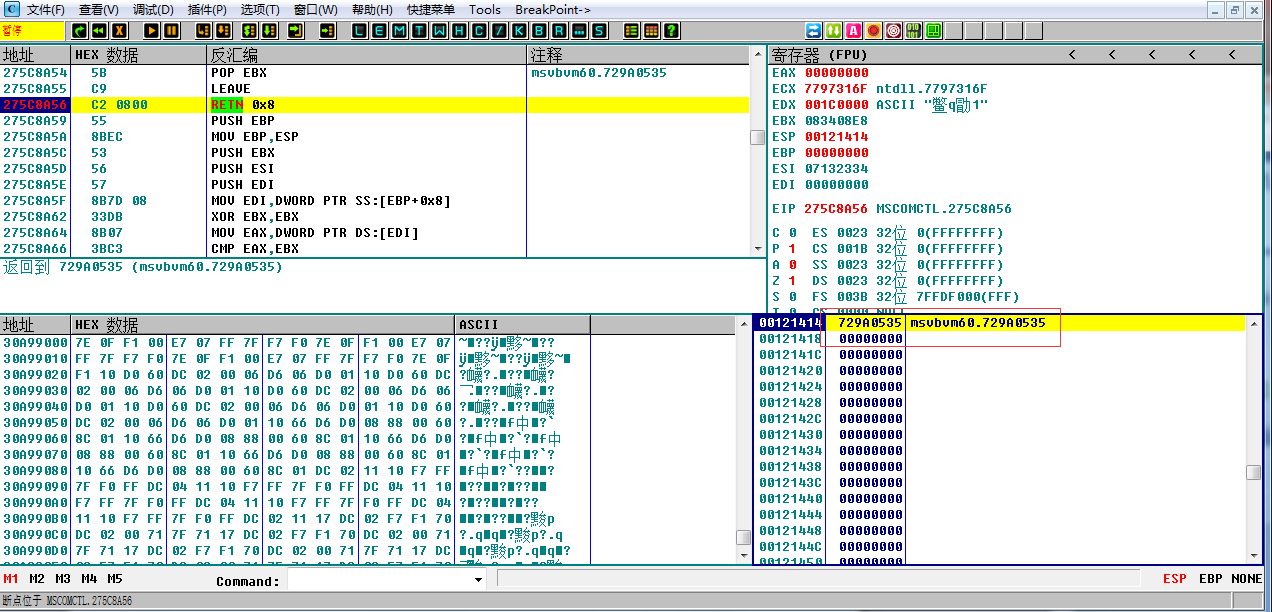 C 文件(F) 查看(V) 调试(D) 插件(P) 选项(T) 窗口(W) 帮助(H) 快捷菜单 Tools BreakPoint->
暂停 L E M T W H C / K B R ... S ? A
地址 HEX 数据 反汇编 注释
275C8A54 5B POP EBX msvbvm60.729A0535
275C8A55 C9 LEAVE
275C8A56 C2 0800 RETN 0x8
275C8A59 55 PUSH EBP
275C8A5A 8BEC MOV EBP,ESP
275C8A5C 53 PUSH EBX
275C8A5D 56 PUSH ESI
275C8A5E 57 PUSH EDI
275C8A5F 8B7D 08 MOV EDI,DWORD PTR SS:[EBP+0x8]
275C8A62 33DB XOR EBX,EBX
275C8A64 8B07 MOV EAX,DWORD PTR DS:[EDI]
275C8A66 3BC3 CMP EAX,EBX
返回到 729A0535 (msvbvm60.729A0535)
寄存器 (FPU) < < < < <
EAX 00000000
ECX 7797316F ntdll.7797316F
EDX 001C0000 ASCII
EBX 083408E8
ESP 00121414
EBP 00000000
ESI 07132334
EDI 00000000
EIP 275C8A56 MSCOMCTL.275C8A56
C 0 ES 0023 32位 0(FFFFFFFF)
P 1 CS 001B 32位 0(FFFFFFFF)
A 0 SS 0023 32位 0(FFFFFFFF)
Z 1 DS 0023 32位 0(FFFFFFFF)
S 0 FS 003B 32位 7FFDF000(FFF)
地址 HEX 数据 ASCII
30A99000 7E 0F F1 00 E7 07 FF 7F F7 F0 7E 0F F1 00 E7 07
30A99010 FF 7F F7 F0 7E 0F F1 00 E7 07 FF 7F F7 F0 7E 0F
30A99020 F1 10 D0 60 DC 02 00 06 D6 06 D0 01 10 D0 60 DC
30A99030 02 00 06 D6 06 D0 01 10 D0 60 DC 02 00 06 D6 06
30A99040 D0 01 10 D0 60 DC 02 00 06 D6 06 D0 01 10 D0 60
30A99050 DC 02 00 06 D6 06 D0 01 10 66 D6 D0 08 88 00 60
30A99060 8C 01 10 66 D6 D0 08 88 00 60 8C 01 10 66 D6 D0
30A99070 08 88 00 60 8C 01 10 66 D6 D0 08 88 00 60 8C 01
30A99080 10 66 D6 D0 08 88 00 60 8C 01 DC 02 11 10 F7 FF
30A99090 7F F0 FF DC 04 11 10 F7 FF 7F F0 FF DC 04 11 10
30A990A0 F7 FF 7F F0 FF DC 04 11 10 F7 FF 7F F0 FF DC 04
30A990B0 11 10 F7 FF 7F F0 FF DC 02 11 17 DC 02 F7 F1 70
30A990C0 DC 02 00 71 7F 71 17 DC 02 F7 F1 70 DC 02 00 71
30A990D0 7F 71 17 DC 02 F7 F1 70 DC 02 00 71 7F 71 17 DC
00121414 729A0535 msvbvm60.729A0535
00121418 00000000
0012141C 00000000
00121420 00000000
00121424 00000000
00121428 00000000
0012142C 00000000
00121430 00000000
00121434 00000000
00121438 00000000
0012143C 00000000
00121440 00000000
00121444 00000000
00121448 00000000
0012144C 00000000
M1 M2 M3 M4 M5 Command: ESP EBP NONE
断点位于 MSCOMCTL.275C8A56